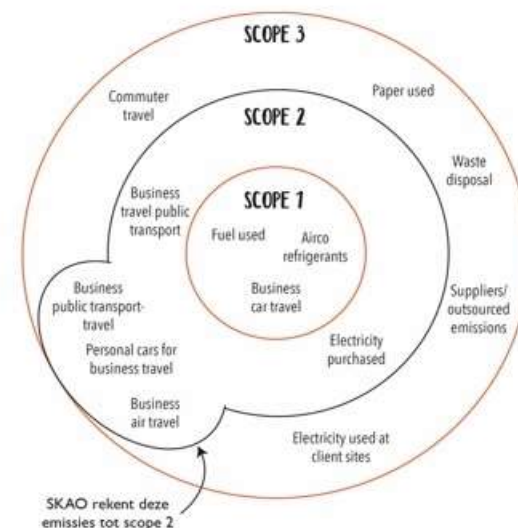 SCOPE 3
Commuter
travel
Paper used
SCOPE 2
Waste
disposal
Business
travel public
transport
SCOPE 1
Fuel used
Airco
refrigerants
Business
car travel
Business
public transport-
travel
Suppliers/
outsourced
emissions
Personal cars for
business travel
Electricity
purchased
Business
air travel
Electricity used at
client sites
SKAO rekent deze
emissies tot scope 2